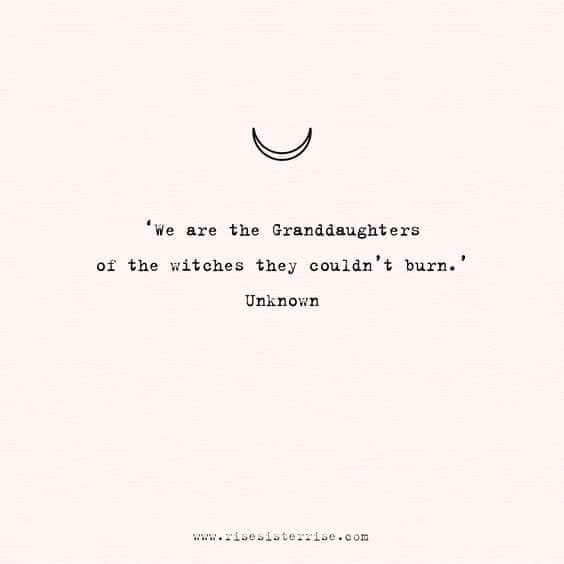 ‘We are the Granddaughters
of the witches they couldn’t burn.’
Unknown
www.risesisterrise.com